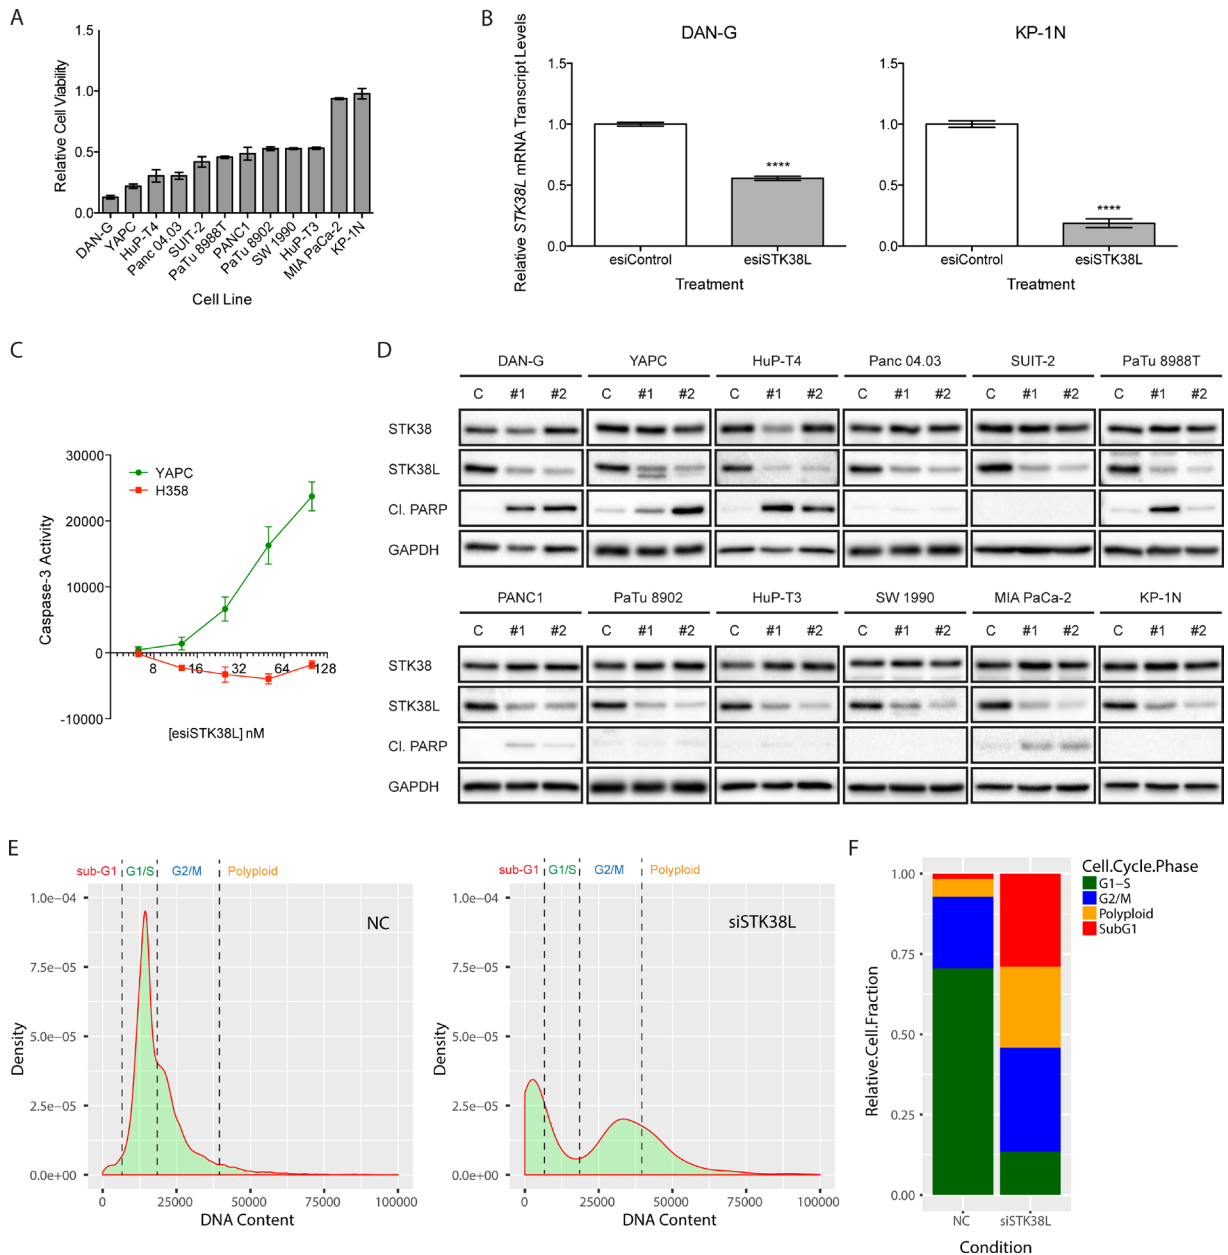 A
Relative Cell Viability
1.5
1.0
0.5
0.0
DAN-G
YAPC
HuP-T4
Panc 04.03
SUIT-2
PaTu 8988T
PANC1
PaTu 8902
SW 1990
HuP-T3
MIA PaCa-2
KP-1N
Cell Line
B
Relative STK38L mRNA Transcript Levels
DAN-G
1.5
1.0
0.5
0.0
****
esiControl
esiSTK38L
Treatment
KP-1N
1.5
1.0
0.5
0.0
****
esiControl
esiSTK38L
Treatment
C
Caspase-3 Activity
30000
20000
10000
0
-10000
YAPC
H358
8 16 32 64 128
[esiSTK38L] nM
D
DAN-G YAPC HuP-T4 Panc 04.03 SUIT-2 PaTu 8988T
C #1 #2 C #1 #2 C #1 #2 C #1 #2 C #1 #2 C #1 #2
STK38
STK38L
Cl. PARP
GAPDH
PANC1 PaTu 8902 HuP-T3 SW 1990 MIA PaCa-2 KP-1N
C #1 #2 C #1 #2 C #1 #2 C #1 #2 C #1 #2 C #1 #2
STK38
STK38L
Cl. PARP
GAPDH
E
sub-G1 G1/S G2/M Polyploid
NC
Density
1.0e−04
7.5e−05
5.0e−05
2.5e−05
0.0e+00
0 25000 50000 75000 100000
DNA Content
sub-G1 G1/S G2/M Polyploid
siSTK38L
Density
1.0e−04
7.5e−05
5.0e−05
2.5e−05
0.0e+00
0 25000 50000 75000 100000
DNA Content
F
Relative.Cell.Fraction
1.00
0.75
0.50
0.25
0.00
NC siSTK38L
Condition
Cell.Cycle.Phase
G1−S
G2/M
Polyploid
SubG1